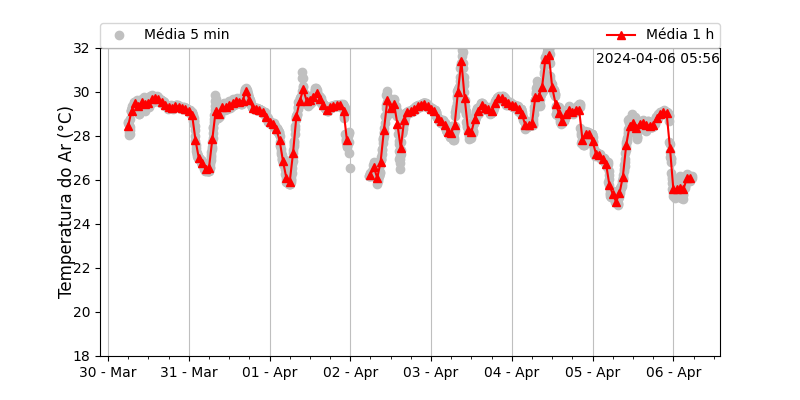 Média 5 min
Média 1 h
2024-04-06 05:56
Temperatura do Ar (°C)
32
30
28
26
24
22
20
18
30 - Mar
31 - Mar
01 - Apr
02 - Apr
03 - Apr
04 - Apr
05 - Apr
06 - Apr